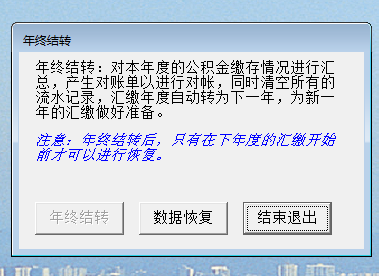 年终结转
年终结转：对本年度的公积金缴存情况进行汇
总，产生对账单以进行对帐，同时清空所有的
流水记录，汇缴年度自动转为下一年，为新一
年的汇缴做好准备。
注意：年终结转后，只有在下年度的汇缴开始
前才可以进行恢复。
年终结转
数据恢复
结束退出